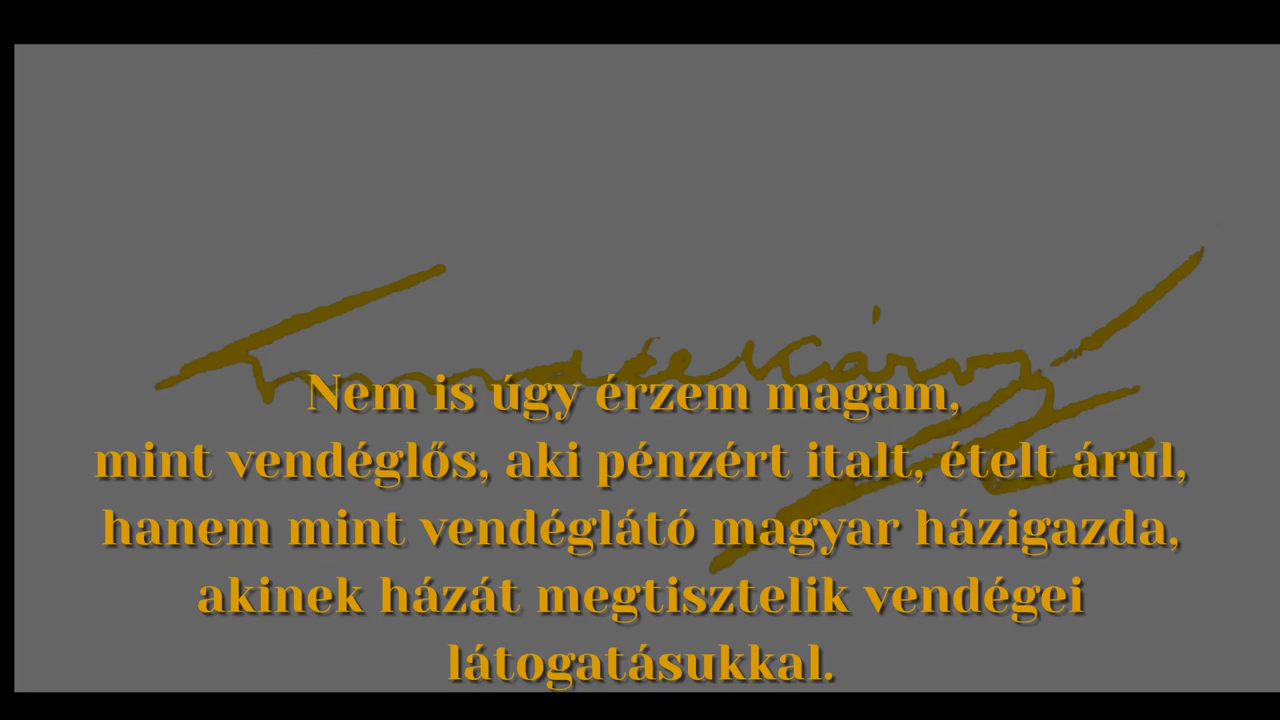 Nem is úgy érzem magam,
mint vendéglős, aki pénzért italt, ételt árul,
hanem mint vendéglátó magyar házigazda,
akinek házát megtisztelik vendégei
látogatásukkal.